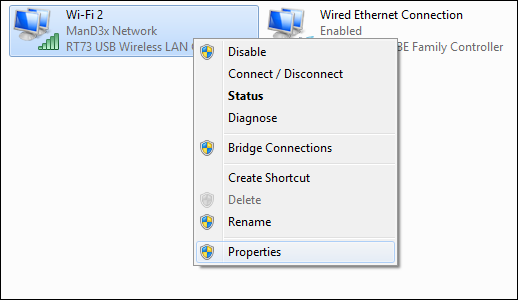 Wi-Fi 2
ManD3x Network
RT73 USB Wireless LAN
Wired Ethernet Connection
Enabled
BE Family Controller
Disable
Connect / Disconnect
Status
Diagnose
Bridge Connections
Create Shortcut
Delete
Rename
Properties